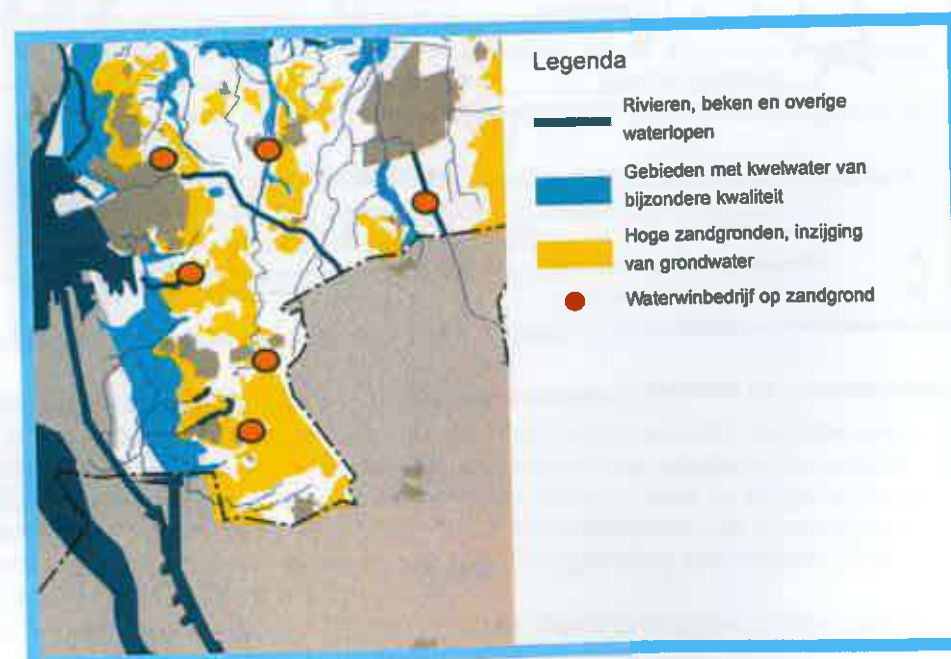 Legenda
Rivieren, beken en overige
waterlopen
Gebieden met kwelwater van
bijzondere kwaliteit
Hoge zandgronden, inzijging
van grondwater
Waterwinbedrijf op zandgrond